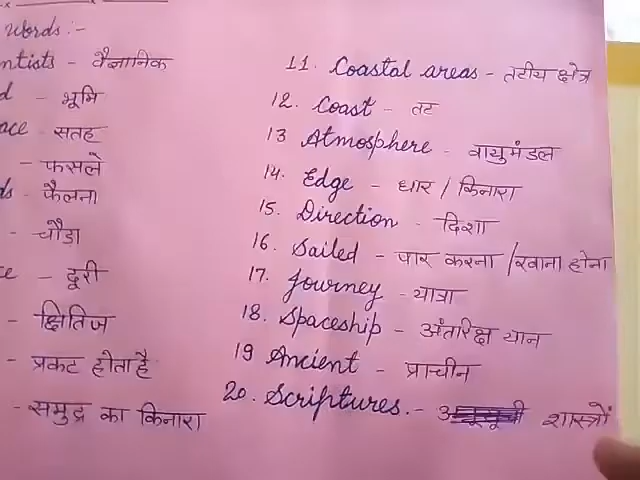 words:-
ntists - वैज्ञानिक
d - भूमि
ace - सतह
- फसले
ds - फैलना
- चौडा
ce - दूरी
- क्षितिज
- प्रकट होता है
- समुद्र का किनारा
11. Coastal areas - तटीय क्षेत्र
12. Coast - तट
13 Atmosphere - वायुमंडल
14. Edge - धार / किनारा
15. Direction - दिशा
16. Sailed - पार करना /रवाना होना
17. Journey - यात्रा
18. Spaceship - अंतरिक्ष यान
19 Ancient - प्राचीन
20. Scriptures. - शास्त्रों